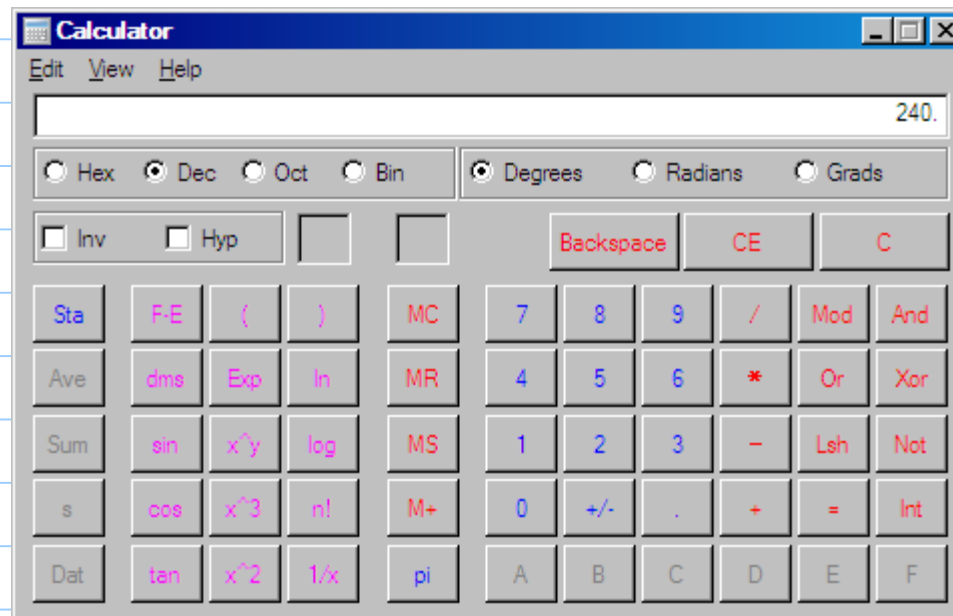 Calculator
Edit View Help
240.
Hex Dec Oct Bin Degrees Radians Grads
Inv Hyp Backspace CE C
Sta F-E ( ) MC 7 8 9 / Mod And
Ave dms Exp ln MR 4 5 6 * Or Xor
Sum sin x^y log MS 1 2 3 - Lsh Not
s cos x^3 n! M+ 0 +/- . + = Int
Dat tan x^2 1/x pi A B C D E F